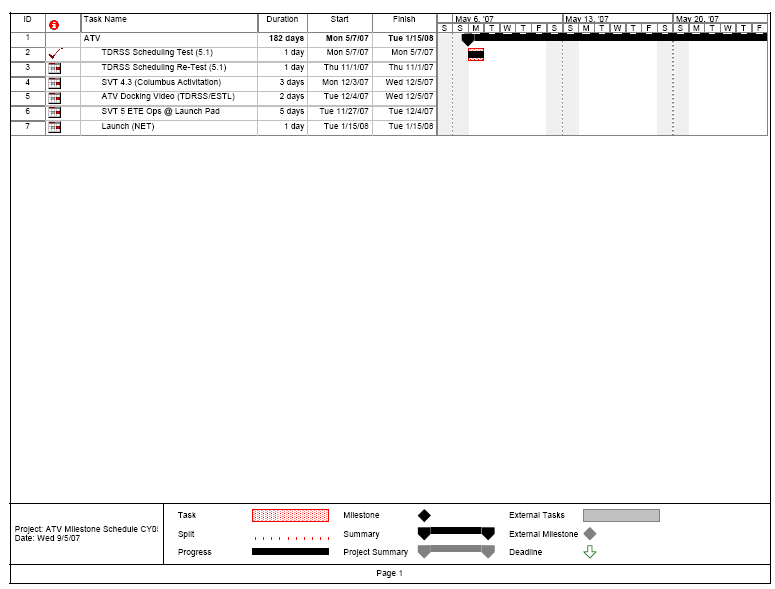 ID Task Name Duration Start Finish May 6, '07 May 13, '07 May 20, '07
S S M T W T F S S M T W T F S S M T W T F
1 ATV 182 days Mon 5/7/07 Tue 1/15/08
2 TDRSS Scheduling Test (5.1) 1 day Mon 5/7/07 Mon 5/7/07
3 TDRSS Scheduling Re-Test (5.1) 1 day Thu 11/1/07 Thu 11/1/07
4 SVT 4.3 (Columbus Activitation) 3 days Mon 12/3/07 Wed 12/5/07
5 ATV Docking Video (TDRSS/ESTL) 2 days Tue 12/4/07 Wed 12/5/07
6 SVT 5 ETE Ops @ Launch Pad 5 days Tue 11/27/07 Tue 12/4/07
7 Launch (NET) 1 day Tue 1/15/08 Tue 1/15/08
Project: ATV Milestone Schedule CY0
Date: Wed 9/5/07
Task Milestone External Tasks
Split Summary External Milestone
Progress Project Summary Deadline
Page 1